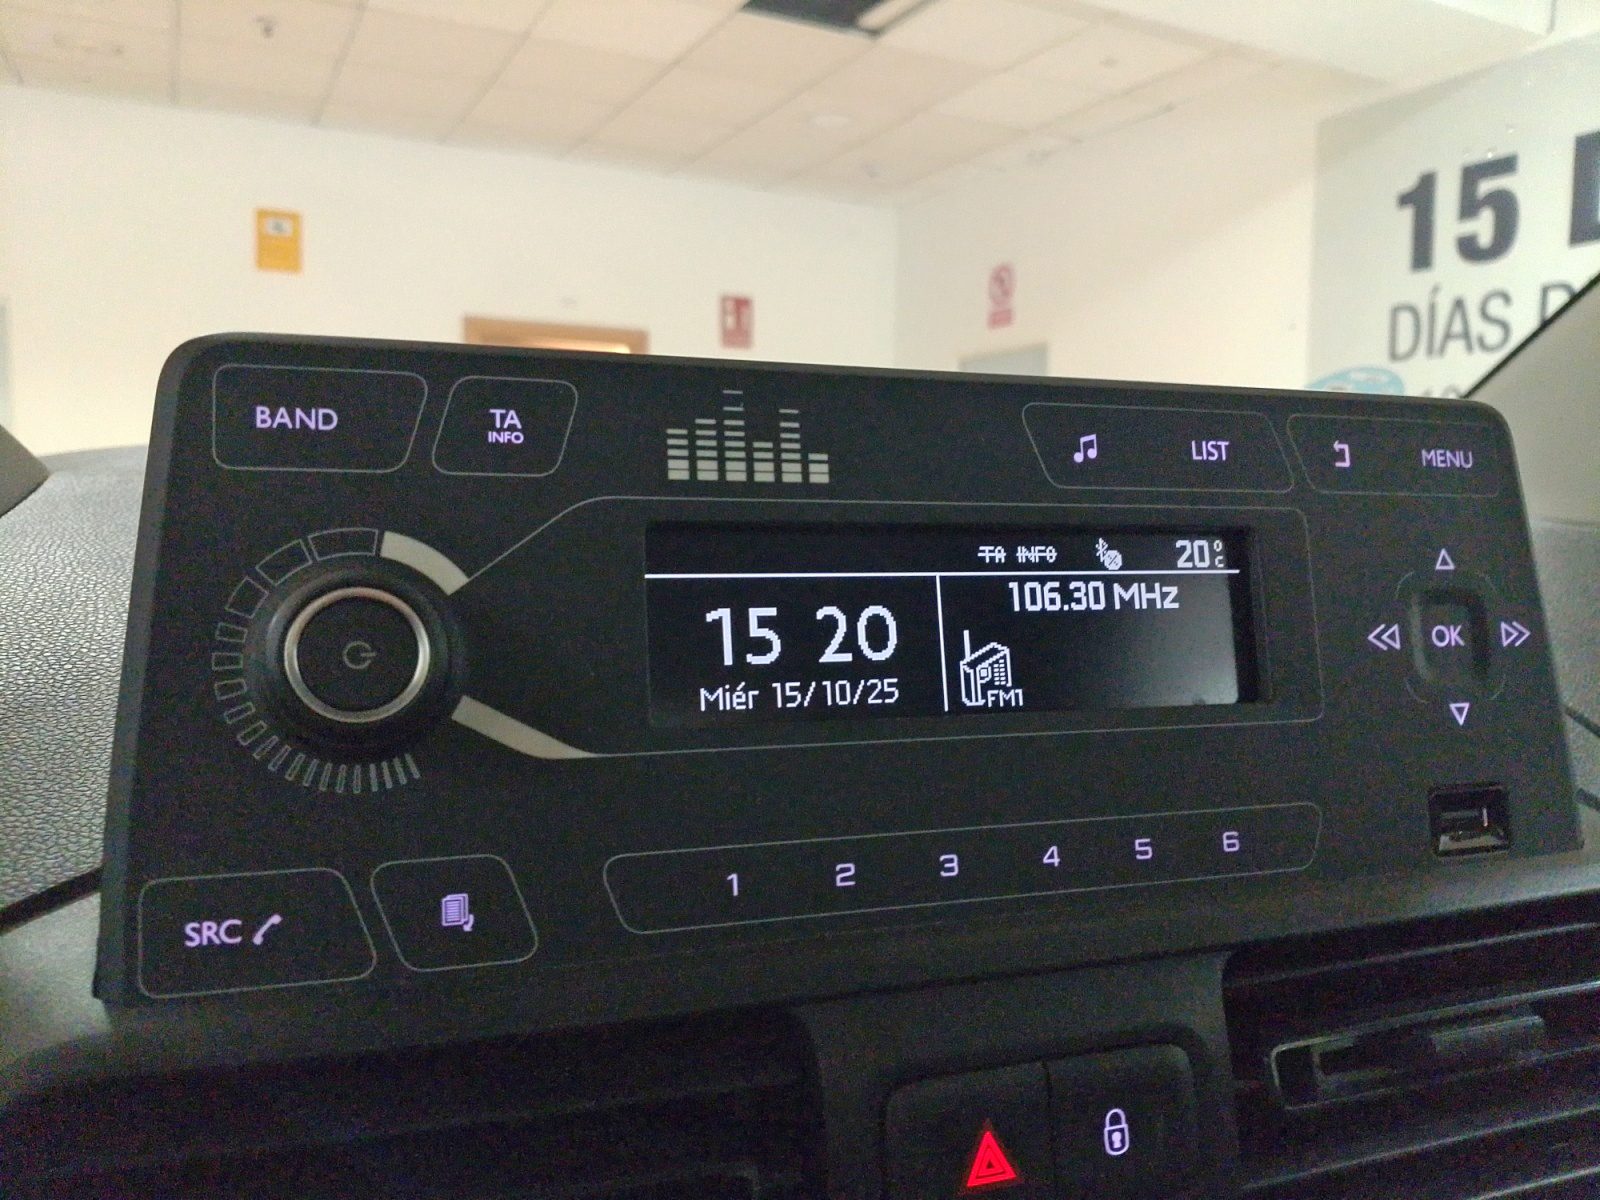 15
DÍAS
BAND
TA
INFO
LIST
MENU
TA INFO
20°C
15 20
Miér 15/10/25
106.30 MHz
FM1
OK
1 2 3 4 5 6
SRC